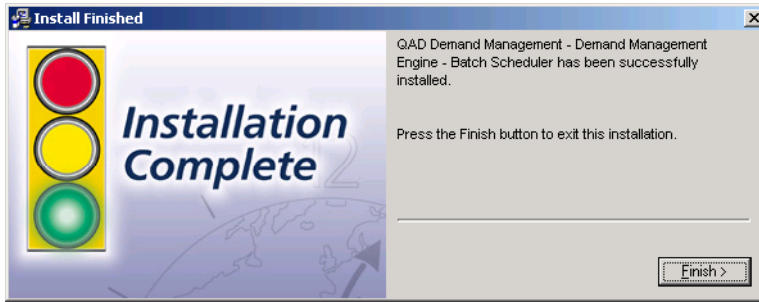 Install Finished
Installation
Complete
QAD Demand Management - Demand Management
Engine - Batch Scheduler has been successfully
installed.
Press the Finish button to exit this installation.
Finish >